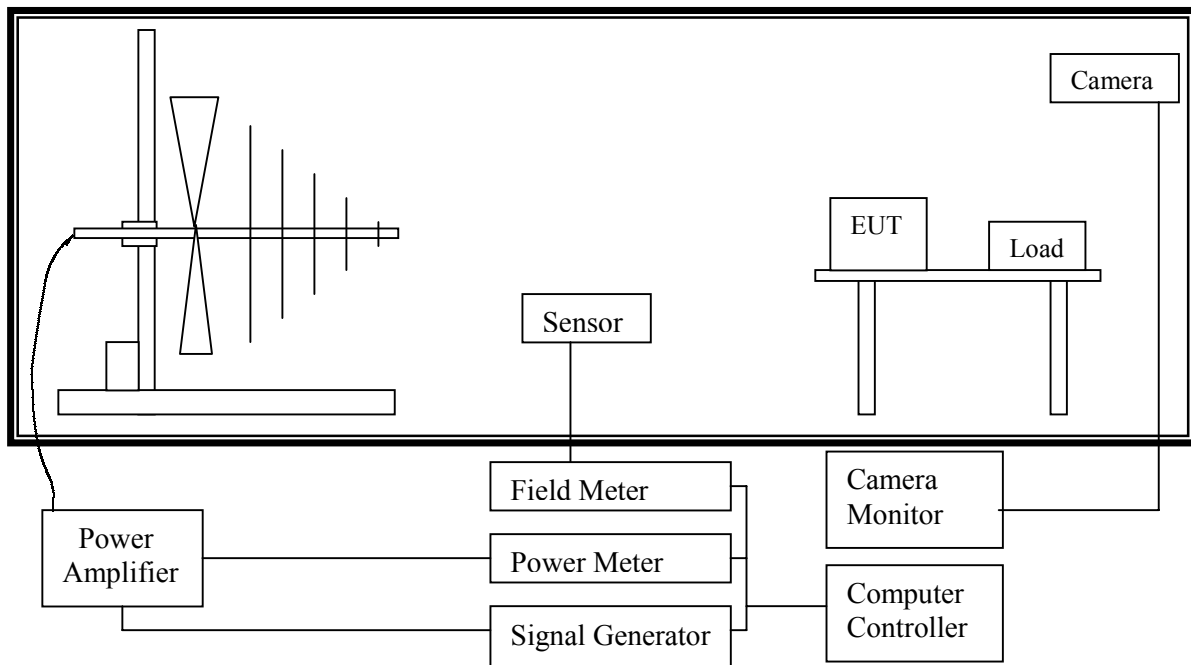 Camera
EUT
Load
Sensor
Field Meter
Camera
Monitor
Power
Amplifier
Power Meter
Computer
Controller
Signal Generator